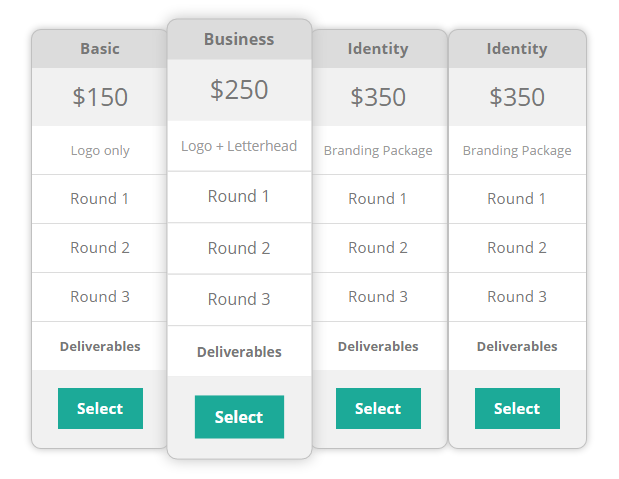 Basic
$150
Logo only
Round 1
Round 2
Round 3
Deliverables
Select
Business
$250
Logo + Letterhead
Round 1
Round 2
Round 3
Deliverables
Select
Identity
$350
Branding Package
Round 1
Round 2
Round 3
Deliverables
Select
Identity
$350
Branding Package
Round 1
Round 2
Round 3
Deliverables
Select